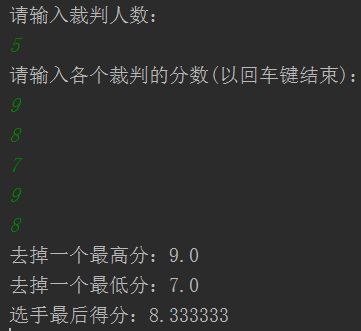 请输入裁判人数：
5
请输入各个裁判的分数(以回车键结束)：
9
8
7
9
8
去掉一个最高分：9.0
去掉一个最低分：7.0
选手最后得分：8.333333